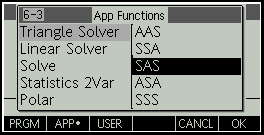 App Functions
6-3
Triangle Solver
Linear Solver
Solve
Statistics 2Var
Polar
AAS
SSA
SAS
ASA
SSS
PRGM
APP•
USER
CANCL
OK